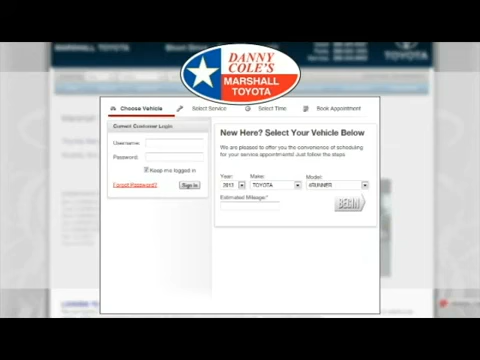 MARSHALL TOYOTA
TOYOTA
DANNY
COLE'S
MARSHALL
TOYOTA
Choose Vehicle
Select Service
Select Time
Book Appointment
Current Customer Login
Username:
Password:
Keep me logged in
Forgot Password?
Sign in
New Here? Select Your Vehicle Below
We are pleased to offer you the convenience of scheduling
for your service appointments! Just follow the steps
Year: Make: Model:
2013 TOYOTA 4RUNNER
Estimated Mileage:*
BEGIN